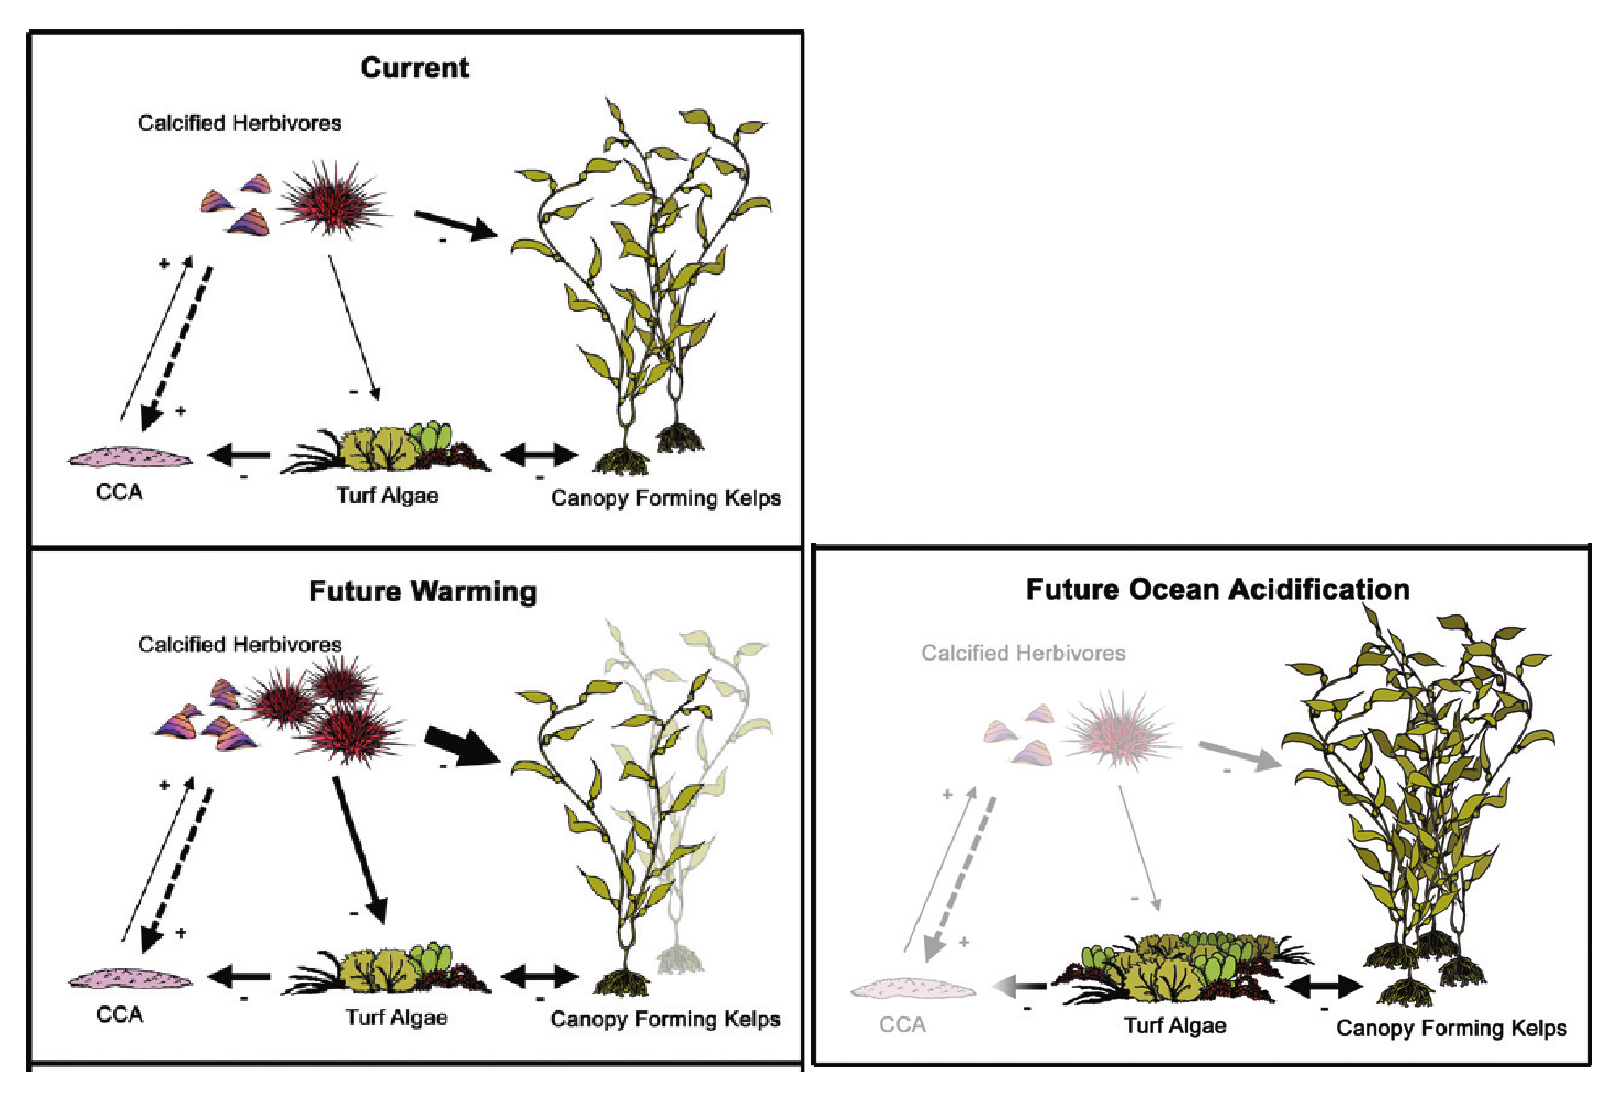 Current
Calcified Herbivores
-
+
-
+
-
-
CCA
Turf Algae
Canopy Forming Kelps
Future Warming
Calcified Herbivores
-
+
-
+
-
-
CCA
Turf Algae
Canopy Forming Kelps
Future Ocean Acidification
Calcified Herbivores
-
+
-
+
-
-
CCA
Turf Algae
Canopy Forming Kelps